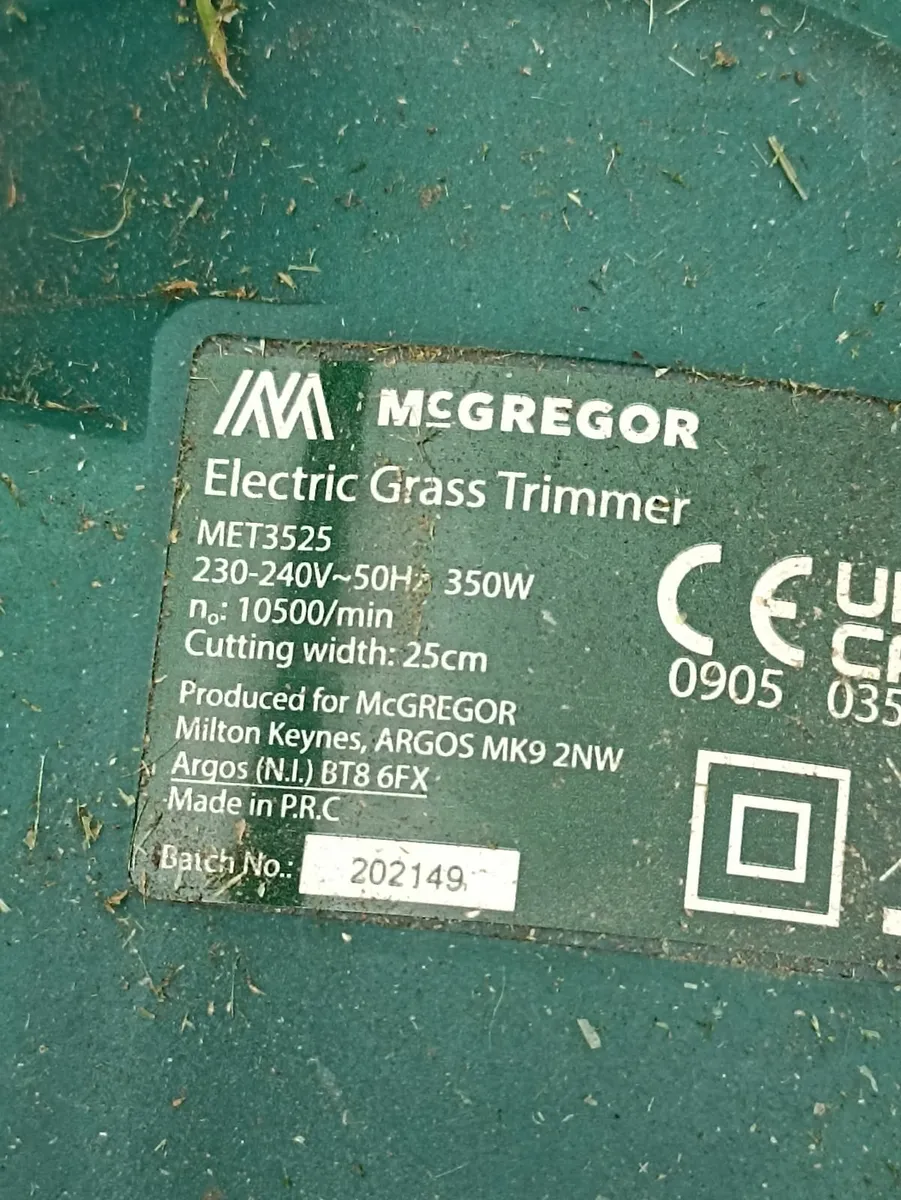 McGREGOR
Electric Grass Trimmer
MET3525
230-240V~50Hz 350W
n₀: 10500/min
Cutting width: 25cm
Produced for McGREGOR
Milton Keynes, ARGOS MK9 2NW
Argos (N.I.) BT8 6FX
Made in P.R.C
Batch No.: 202149
CE
0905